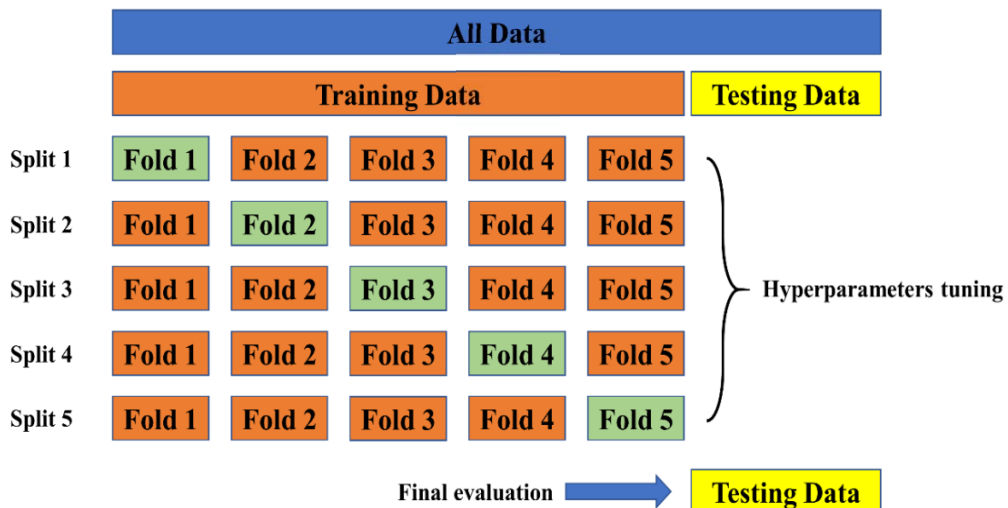 All Data
Training Data Testing Data
Split 1 Fold 1 Fold 2 Fold 3 Fold 4 Fold 5
Split 2 Fold 1 Fold 2 Fold 3 Fold 4 Fold 5
Split 3 Fold 1 Fold 2 Fold 3 Fold 4 Fold 5
Hyperparameters tuning
Split 4 Fold 1 Fold 2 Fold 3 Fold 4 Fold 5
Split 5 Fold 1 Fold 2 Fold 3 Fold 4 Fold 5
Final evaluation Testing Data